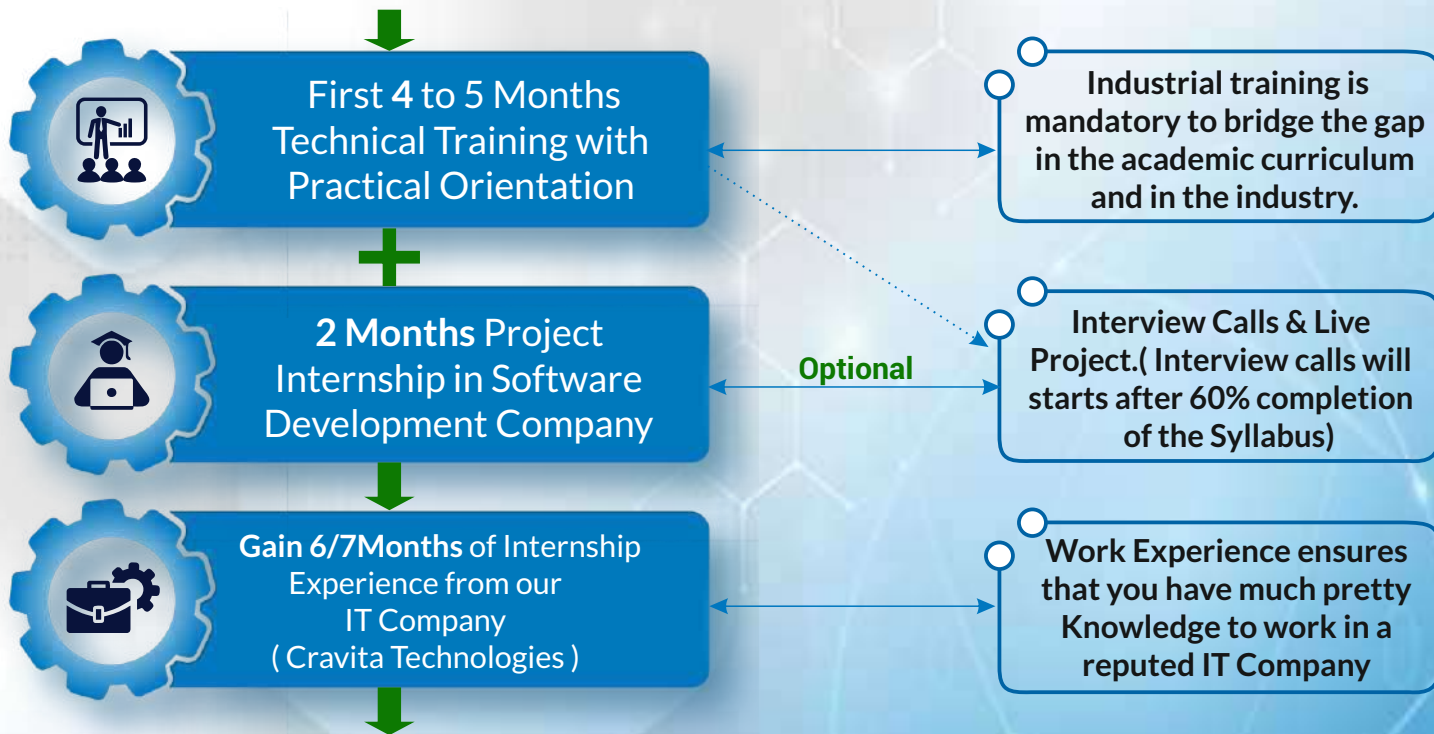 First 4 to 5 Months
Technical Training with
Practical Orientation
Industrial training is
mandatory to bridge the gap
in the academic curriculum
and in the industry.
2 Months Project
Internship in Software
Development Company
Optional
Interview Calls & Live
Project.( Interview calls will
starts after 60% completion
of the Syllabus)
Gain 6/7Months of Internship
Experience from our
IT Company
( Cravita Technologies )
Work Experience ensures
that you have much pretty
Knowledge to work in a
reputed IT Company